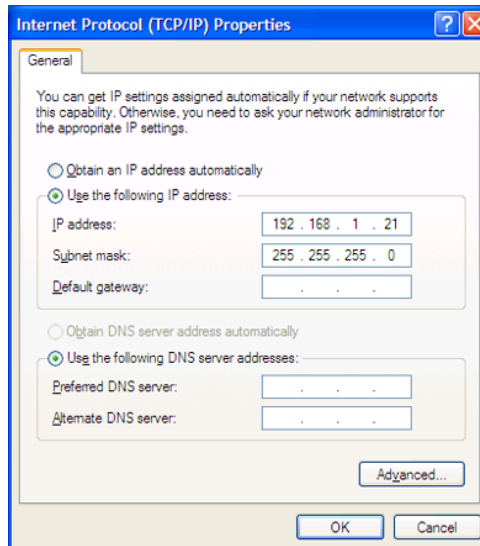 Internet Protocol (TCP/IP) Properties
General
You can get IP settings assigned automatically if your network supports
this capability. Otherwise, you need to ask your network administrator for
the appropriate IP settings.
Obtain an IP address automatically
Use the following IP address:
IP address: 192 . 168 . 1 . 21
Subnet mask: 255 . 255 . 255 . 0
Default gateway: . . .
Obtain DNS server address automatically
Use the following DNS server addresses:
Preferred DNS server: . . .
Alternate DNS server: . . .
Advanced...
OK Cancel